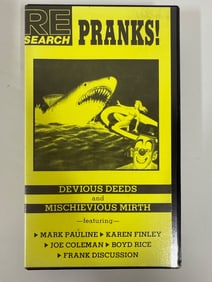 RE PRANKS!
SEARCH
DEVIOUS DEEDS
and
MISCHIEVIOUS MIRTH
—featuring—
▶ MARK PAULINE ▶ KAREN FINLEY
▶ JOE COLEMAN ▶ BOYD RICE
▶ FRANK DISCUSSION